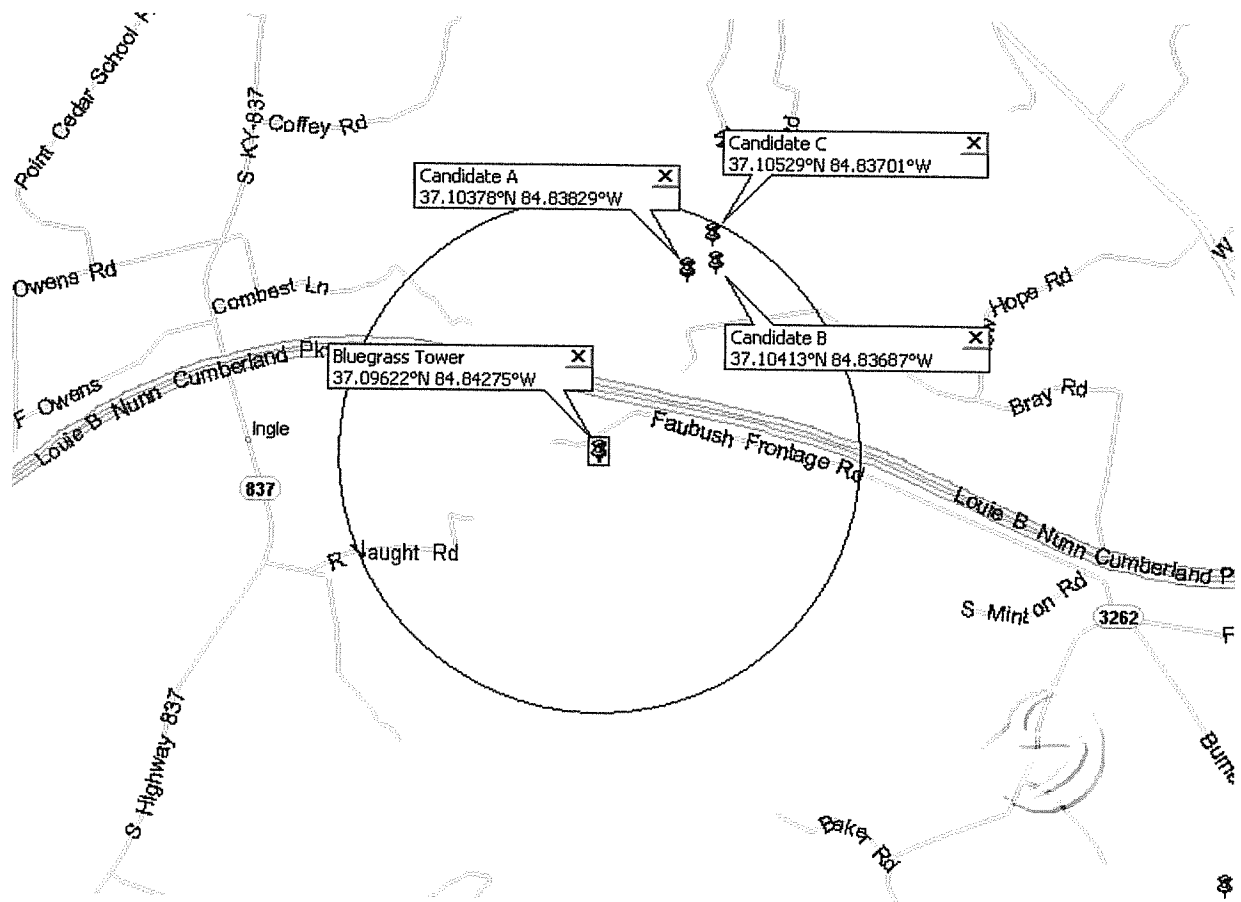 Point Cedar School
S KY-837
Coffey Rd
Candidate C
37.10529°N 84.83701°W
Candidate A
37.10378°N 84.83829°W
Owens Rd
Combest Ln
Hope Rd
W
Candidate B
37.10413°N 84.83687°W
Bluegrass Tower
37.09622°N 84.84275°W
F Owens
Louie B Nunn Cumberland Pk
Bray Rd
Ingle
Faubush Frontage Rd
837
Louie B Nunn Cumberland P
R Vaught Rd
S Minton Rd
3262
F
S Highway 837
Baker Rd